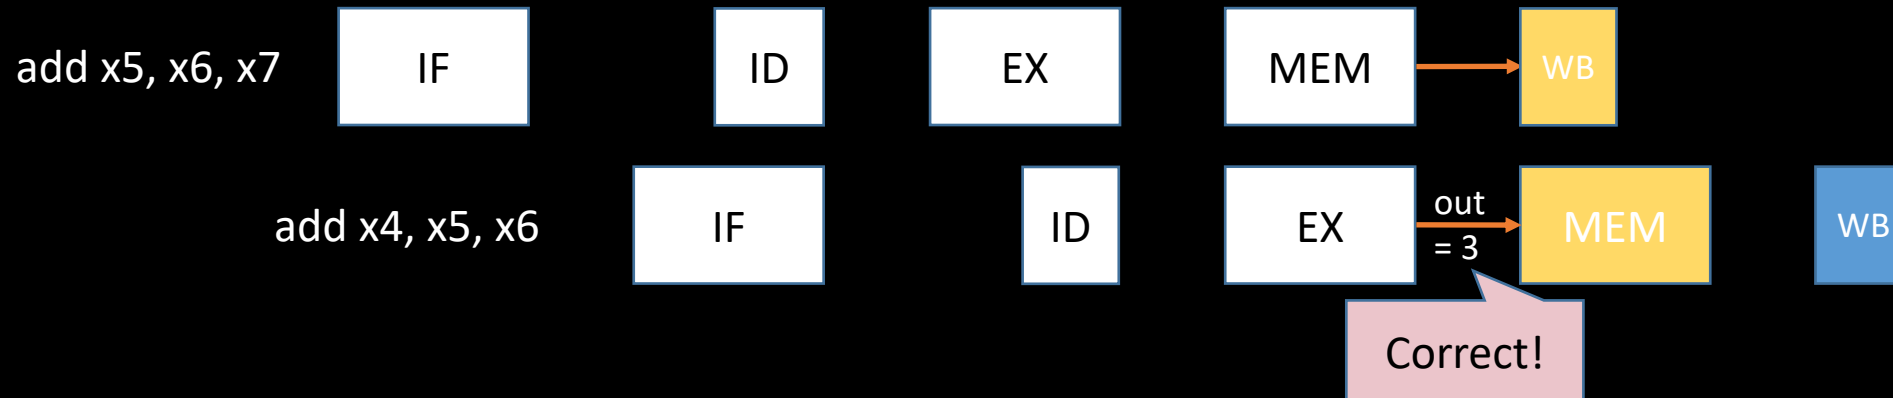 add x5, x6, x7 IF ID EX MEM WB
add x4, x5, x6 IF ID EX out = 3 MEM WB
Correct!